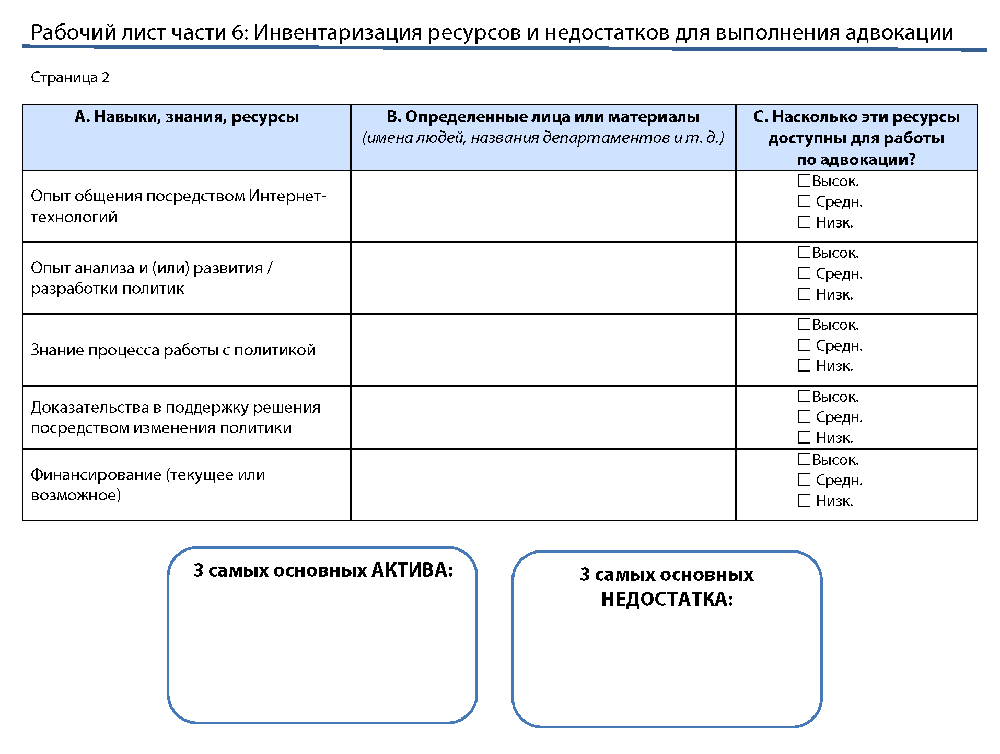 Рабочий лист части 6: Инвентаризация ресурсов и недостатков для выполнения адвокации
Страница 2
A. Навыки, знания, ресурсы
B. Определенные лица или материалы
(имена людей, названия департаментов и т. д.)
C. Насколько эти ресурсы
доступны для работы
по адвокации?
Опыт общения посредством Интернет-
технологий
☐Высок.
☐ Средн.
☐ Низк.
Опыт анализа и (или) развития /
разработки политик
☐Высок.
☐ Средн.
☐ Низк.
Знание процесса работы с политикой
☐Высок.
☐ Средн.
☐ Низк.
Доказательства в поддержку решения
посредством изменения политики
☐Высок.
☐ Средн.
☐ Низк.
Финансирование (текущее или
возможное)
☐Высок.
☐ Средн.
☐ Низк.
3 самых основных АКТИВА:
3 самых основных
НЕДОСТАТКА: